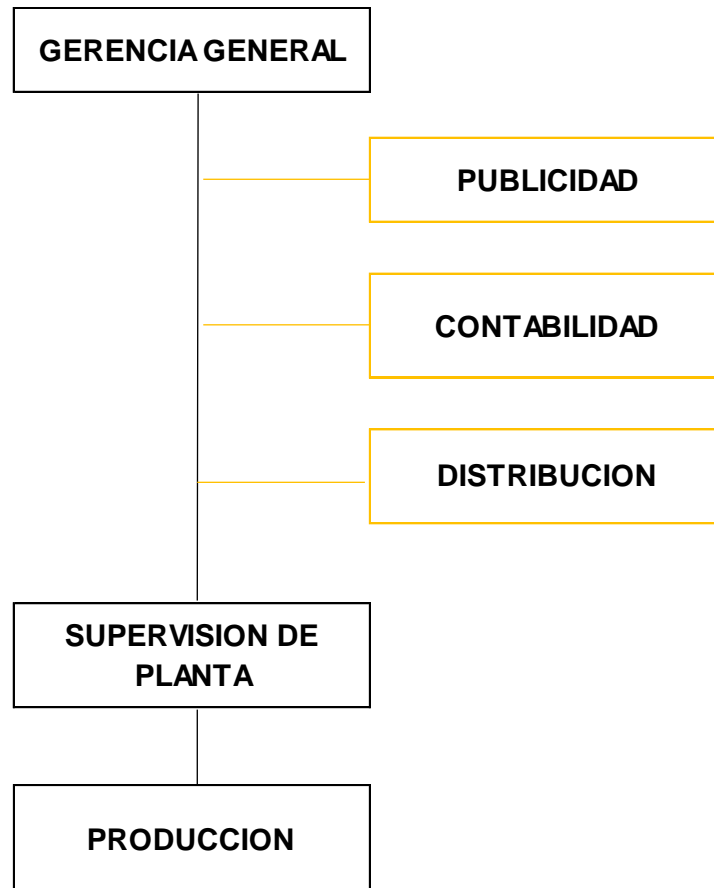 GERENCIA GENERAL
PUBLICIDAD
CONTABILIDAD
DISTRIBUCION
SUPERVISION DE
PLANTA
PRODUCCION